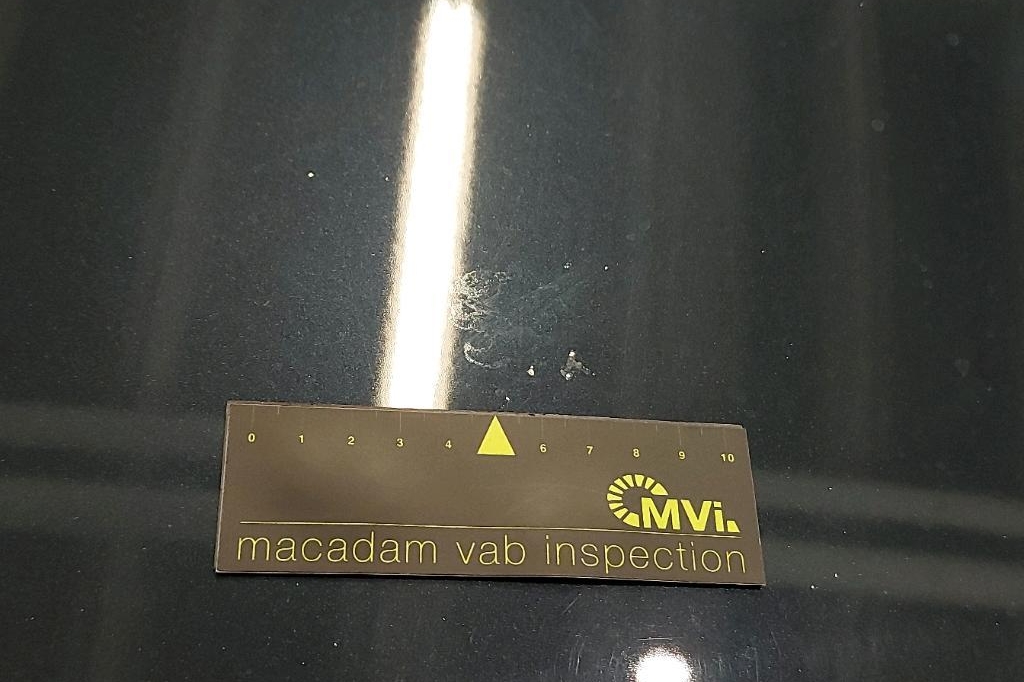 0 1 2 3 4 6 7 8 9 10
MVi.
macadam vab inspection